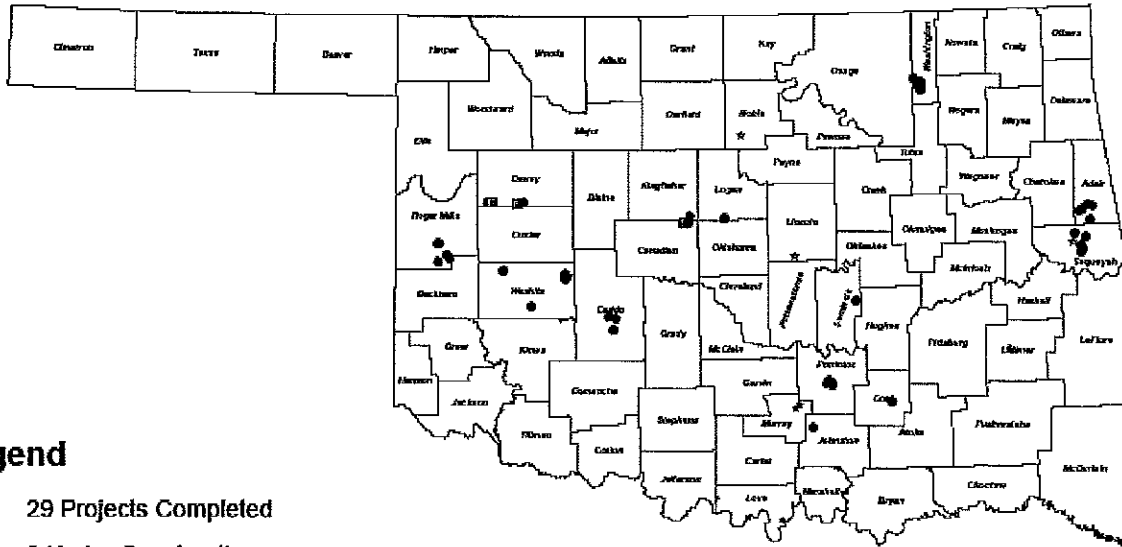 Cimarron
Texas
Beaver
Harper
Woods
Alfalfa
Grant
Kay
Osage
Washington
Nowata
Craig
Ottawa
Woodward
Major
Garfield
Noble
Pawnee
Rogers
Mayes
Delaware
Ellis
Tulsa
Payne
Dewey
Blaine
Kingfisher
Logan
Creek
Wagoner
Cherokee
Adair
Roger Mills
Custer
Canadian
Oklahoma
Lincoln
Okfuskee
Okmulgee
Muskogee
McIntosh
Sequoyah
Beckham
Washita
Caddo
Grady
Cleveland
Pottawatomie
Seminole
Hughes
Haskell
Pittsburg
Latimer
LeFlore
Greer
Kiowa
McClain
Harmon
Jackson
Comanche
Garvin
Pontotoc
Coal
Stephens
Murray
Johnston
Atoka
Pushmataha
Tillman
Cotton
Carter
McCurtain
Jefferson
Love
Marshall
Bryan
Choctaw
gend
29 Projects Completed